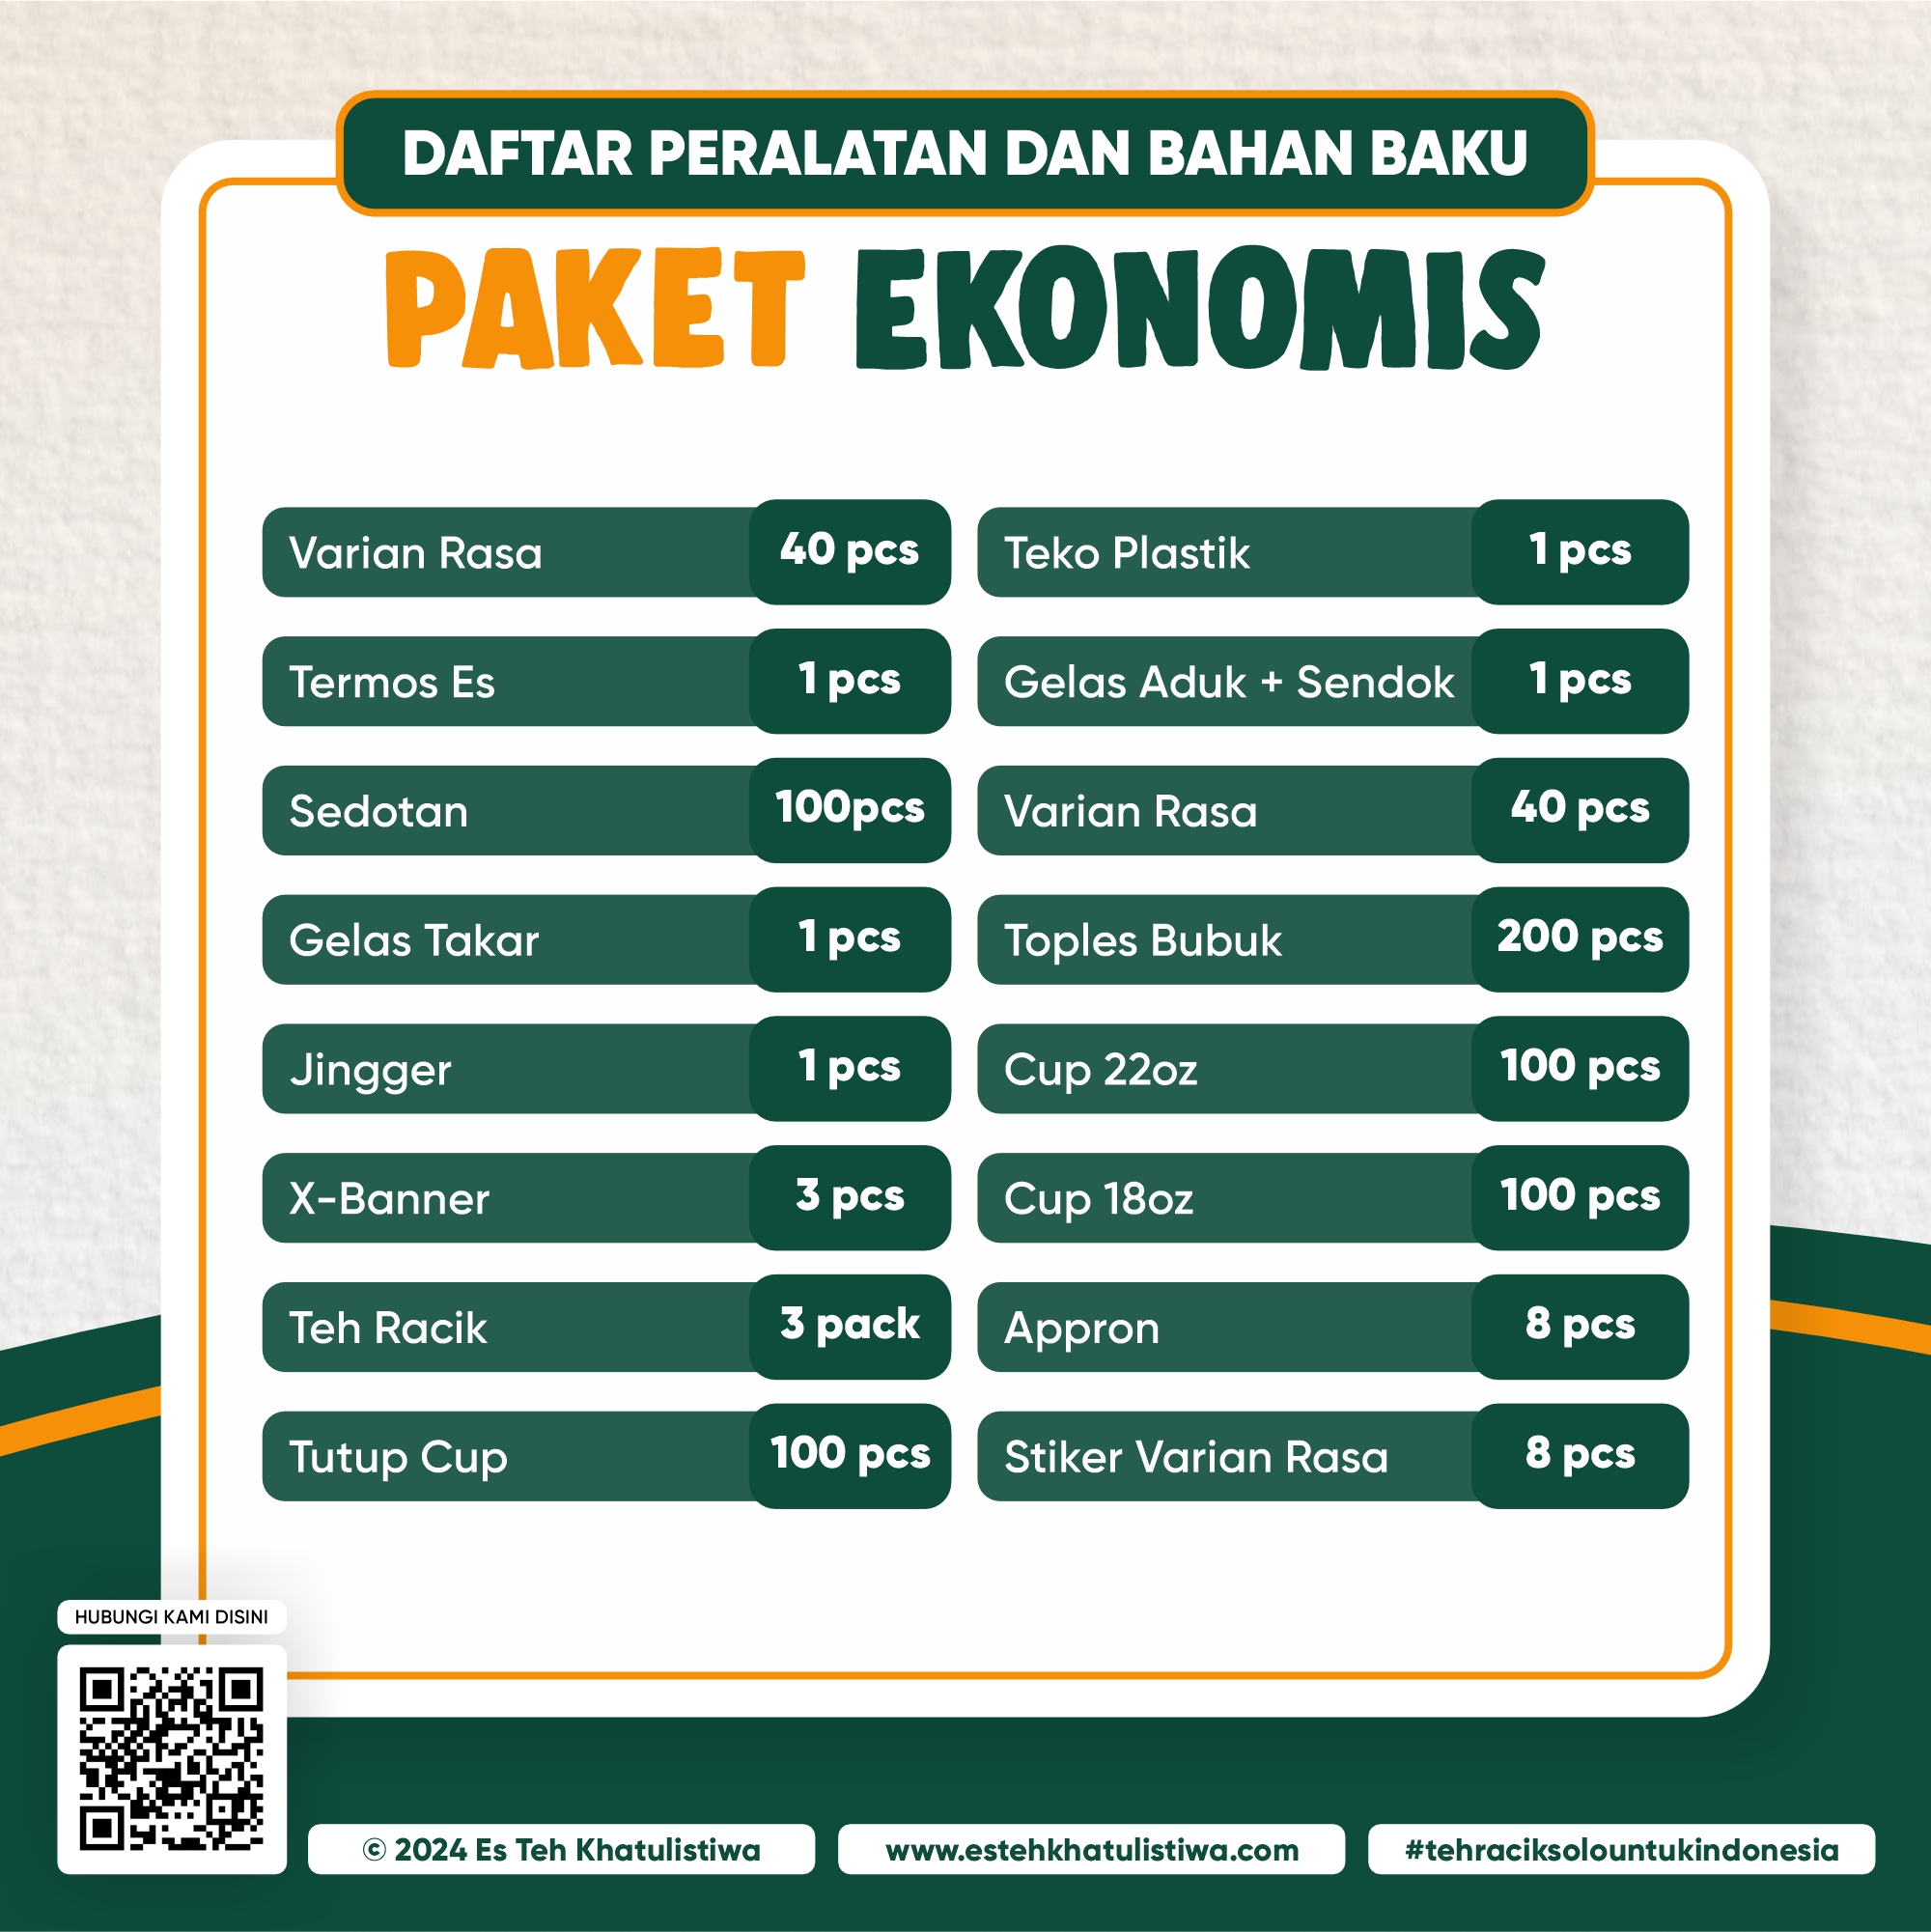 DAFTAR PERALATAN DAN BAHAN BAKU
PAKET EKONOMIS
Varian Rasa 40 pcs
Termos Es 1 pcs
Sedotan 100pcs
Gelas Takar 1 pcs
Jingger 1 pcs
X-Banner 3 pcs
Teh Racik 3 pack
Tutup Cup 100 pcs
Teko Plastik 1 pcs
Gelas Aduk + Sendok 1 pcs
Varian Rasa 40 pcs
Toples Bubuk 200 pcs
Cup 22oz 100 pcs
Cup 18oz 100 pcs
Appron 8 pcs
Stiker Varian Rasa 8 pcs
HUBUNGI KAMI DISINI
© 2024 Es Teh Khatulistiwa
www.estehkhatulistiwa.com
#tehraciksolountukindonesia